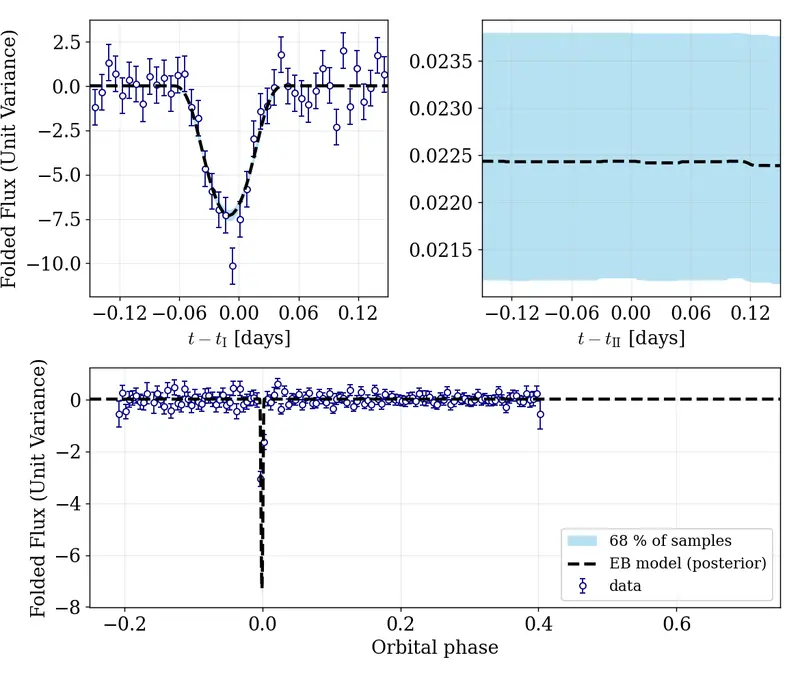 Folded Flux (Unit Variance)
2.5
0.0
−2.5
−5.0
−7.5
−10.0
−0.12 −0.06 0.00 0.06 0.12
t − tI [days]
0.0235
0.0230
0.0225
0.0220
0.0215
−0.12 −0.06 0.00 0.06 0.12
t − tII [days]
Folded Flux (Unit Variance)
0
−2
−4
−6
−8
68 % of samples
EB model (posterior)
data
−0.2 0.0 0.2 0.4 0.6
Orbital phase